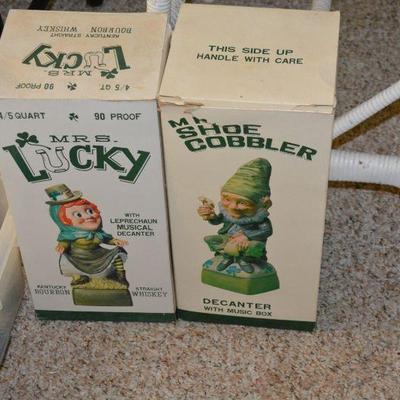 KENTUCKY STRAIGHT
BOURBON WHISKEY
MRS.
LUCKY
90 PROOF
4/5 QT
4/5 QUART
90 PROOF
MRS.
LUCKY
WITH
LEPRECHAUN
MUSICAL
DECANTER
KENTUCKY
BOURBON
STRAIGHT
WHISKEY
THIS SIDE UP
HANDLE WITH CARE
Mr.
SHOE
COBBLER
DECANTER
WITH MUSIC BOX